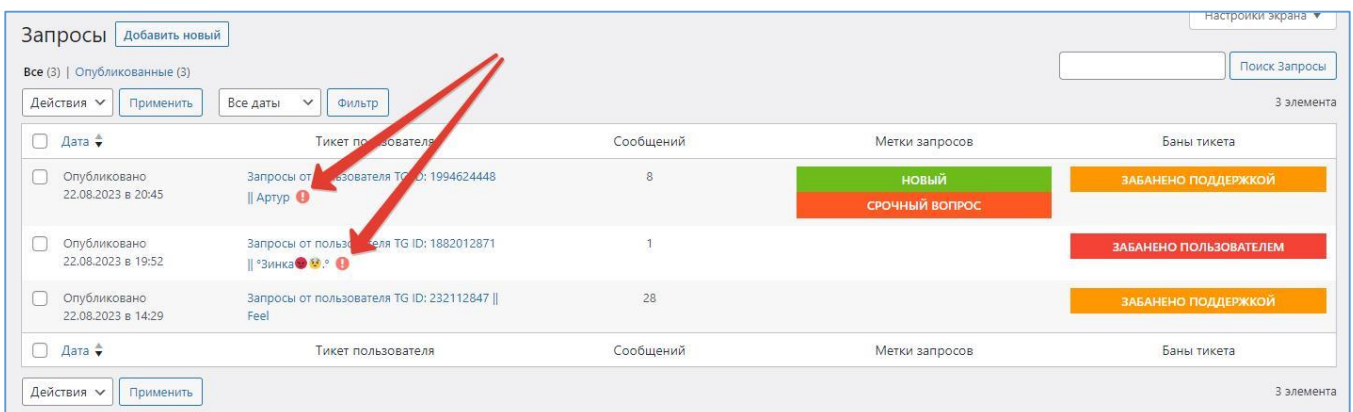 Настройки экрана ▼
Запросы Добавить новый
Все (3) | Опубликованные (3)
Поиск Запросы
Действия Применить Все даты Фильтр 3 элемента
Дата Тикет пользователя Сообщений Метки запросов Баны тикета
Опубликовано Запросы от пользователя TG ID: 1994624448 8 НОВЫЙ ЗАБАНЕНО ПОДДЕРЖКОЙ
22.08.2023 в 20:45 || Артур СРОЧНЫЙ ВОПРОС
Опубликовано Запросы от пользователя TG ID: 1882012871 1 ЗАБАНЕНО ПОЛЬЗОВАТЕЛЕМ
22.08.2023 в 19:52 || °Зинка😡😢.°
Опубликовано Запросы от пользователя TG ID: 232112847 || 28 ЗАБАНЕНО ПОДДЕРЖКОЙ
22.08.2023 в 14:29 Feel
Дата Тикет пользователя Сообщений Метки запросов Баны тикета
Действия Применить 3 элемента